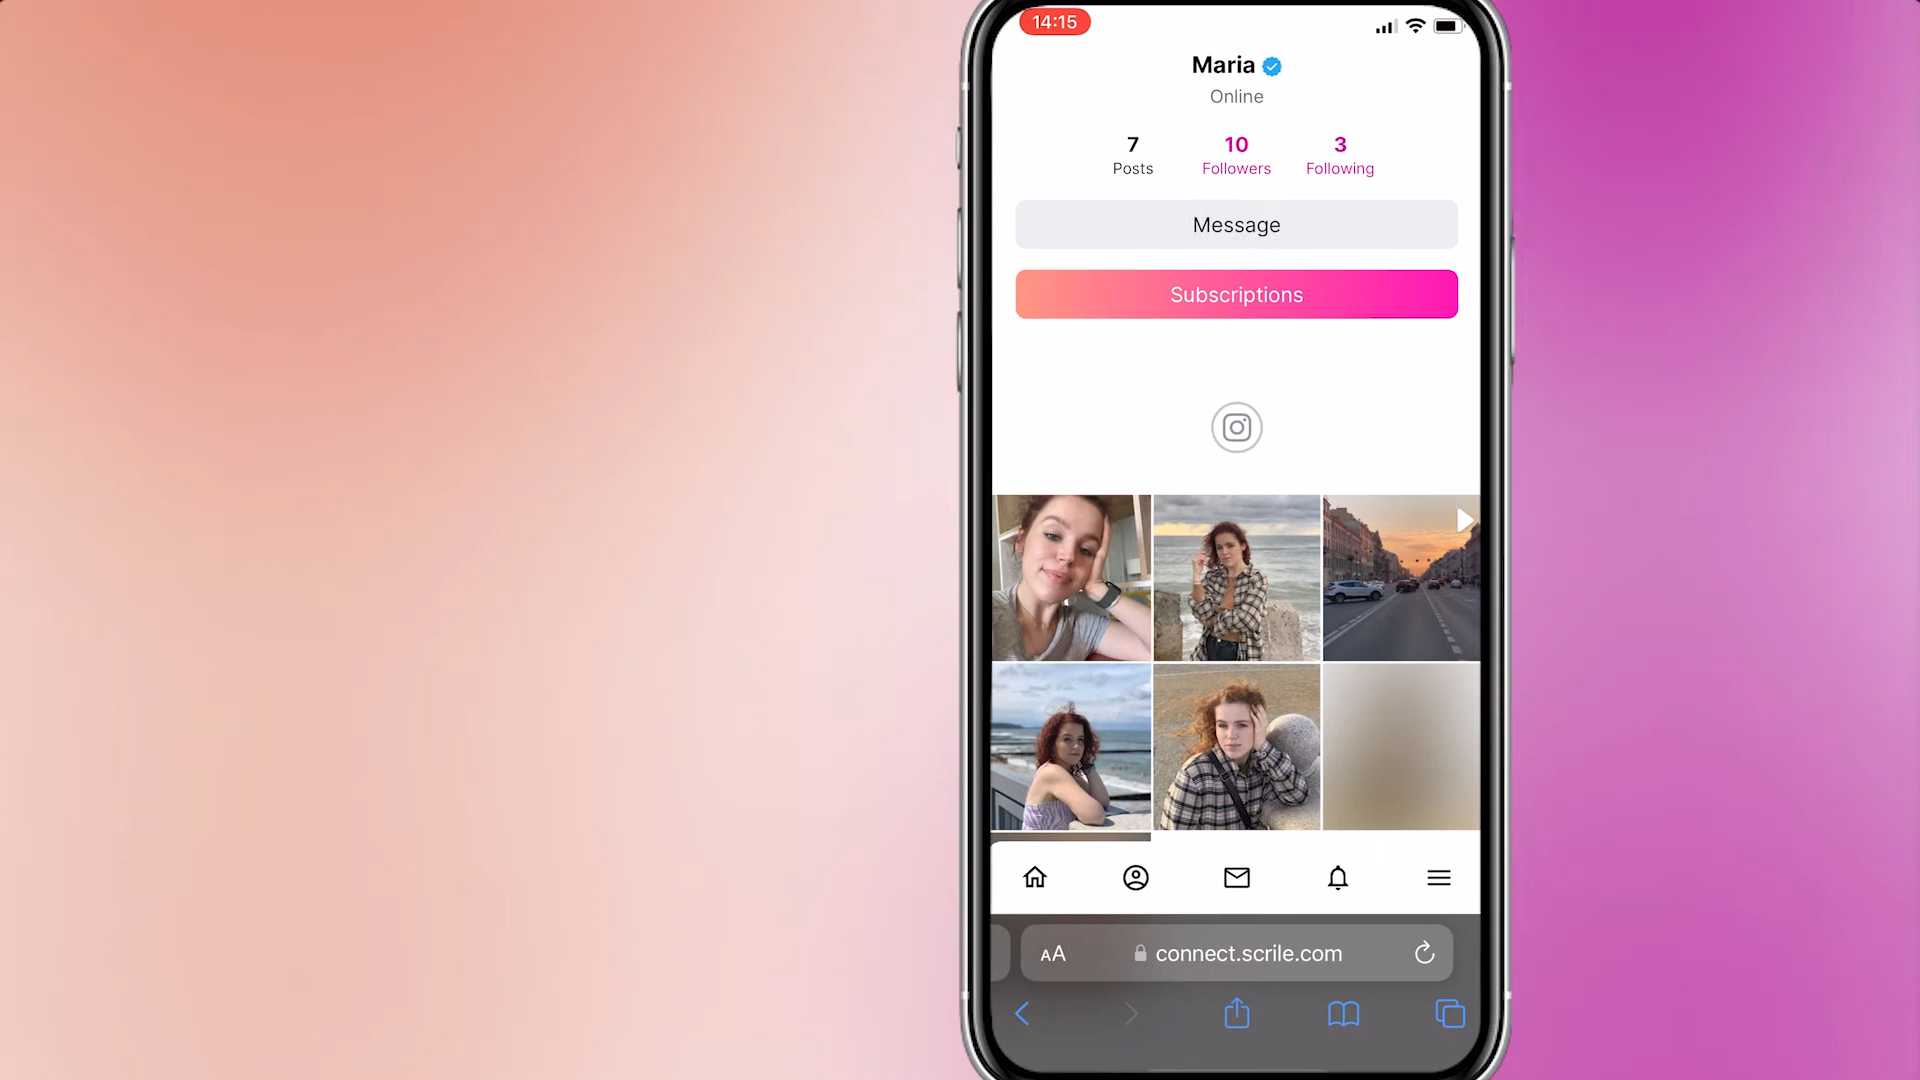 14:15
Maria
Online
7 10 3
Posts Followers Following
Message
Subscriptions
AA connect.scrile.com